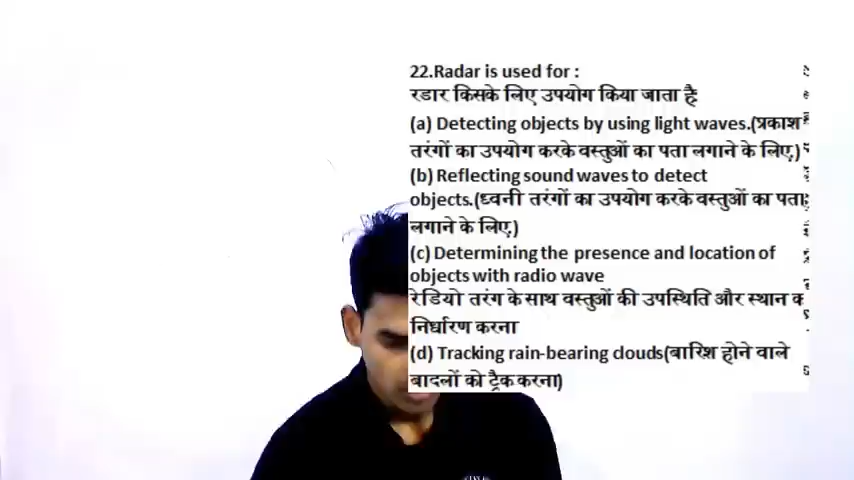 22.Radar is used for :
रडार किसके लिए उपयोग किया जाता है
(a) Detecting objects by using light waves.(प्रकाश
तरंगों का उपयोग करके वस्तुओं का पता लगाने के लिए,)
(b) Reflecting sound waves to detect
objects.(ध्वनी तरंगों का उपयोग करके वस्तुओं का पता
लगाने के लिए,)
(c) Determining the presence and location of
objects with radio wave
रेडियो तरंग के साथ वस्तुओं की उपस्थिति और स्थान
निर्धारण करना
(d) Tracking rain-bearing clouds(बारिश होने वाले
बादलों को ट्रैक करना)